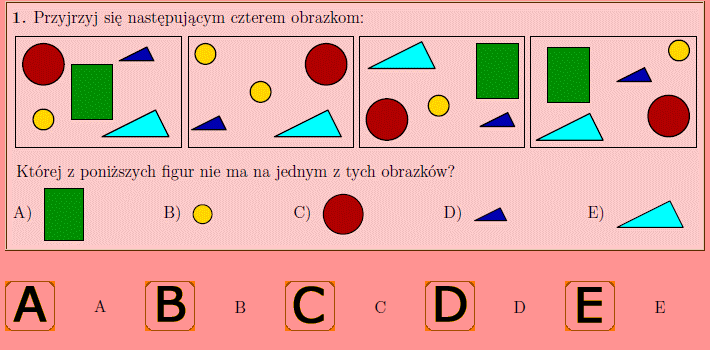 1. Przyjrzyj się następującym czterem obrazkom:
Której z poniższych figur nie ma na jednym z tych obrazków?
A) B) C) D) E)
A A B B C C D D E E